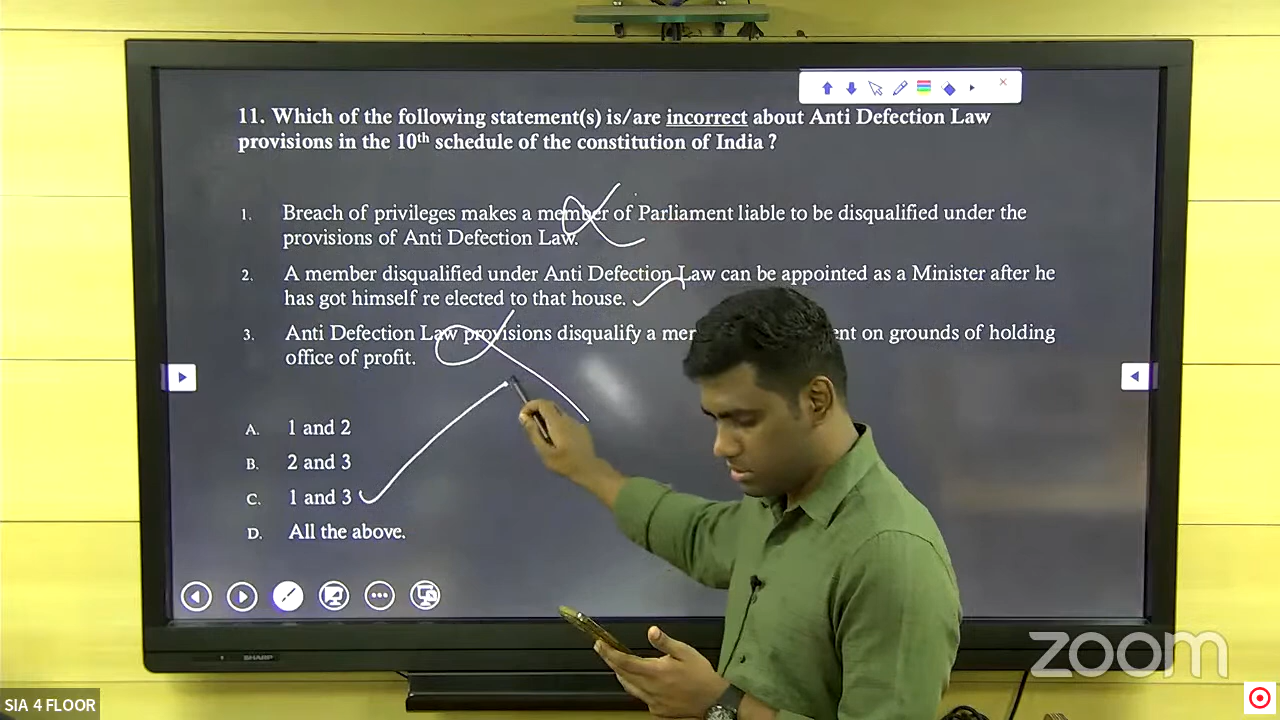 11. Which of the following statement(s) is/are incorrect about Anti Defection Law
provisions in the 10th schedule of the constitution of India ?
1. Breach of privileges makes a member of Parliament liable to be disqualified under the
provisions of Anti Defection Law.
2. A member disqualified under Anti Defection Law can be appointed as a Minister after he
has got himself re elected to that house.
3. Anti Defection Law provisions disqualify a on grounds of holding
office of profit.
A. 1 and 2
B. 2 and 3
C. 1 and 3
D. All the above.
SHARP
zoom
SIA 4 FLOOR